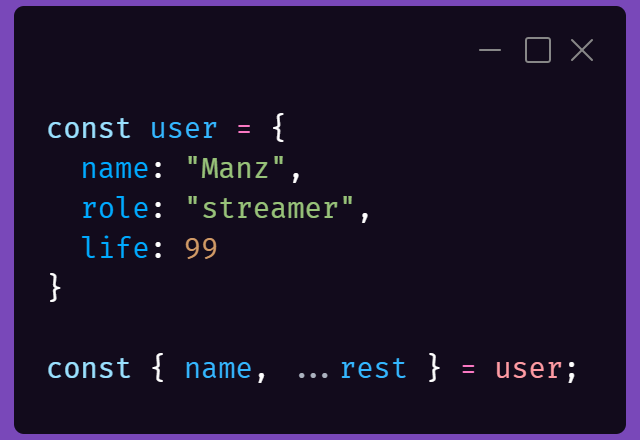 const user = {
  name: "Manz",
  role: "streamer",
  life: 99
}

const { name, ...rest } = user;